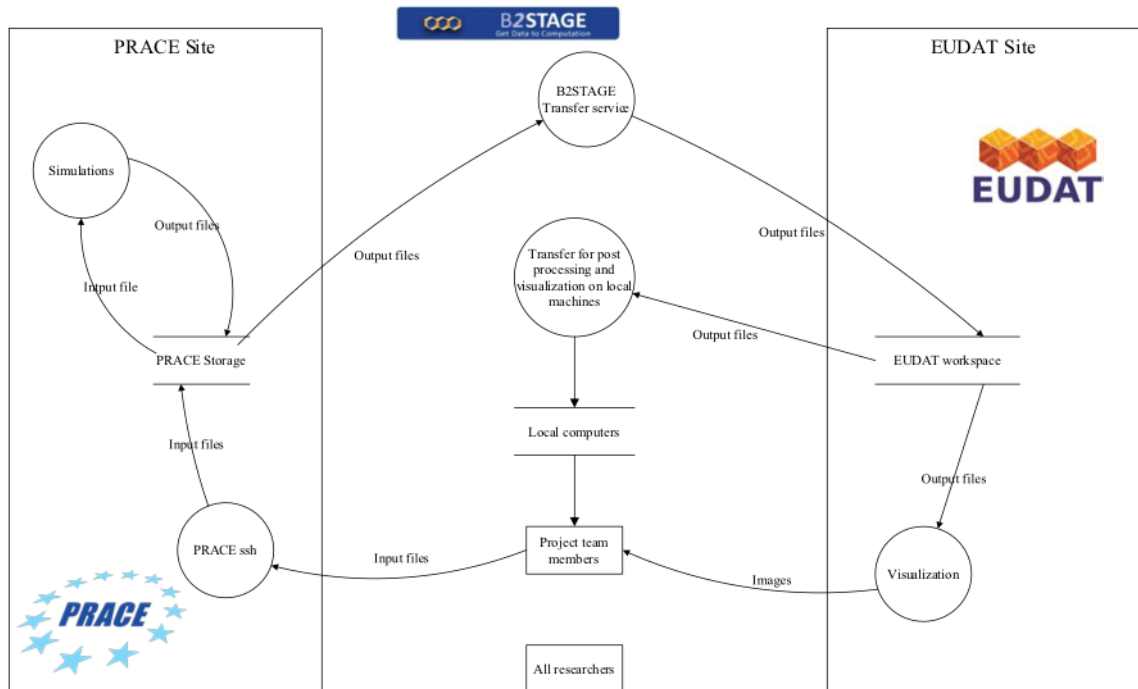 B2STAGE
Get Data to Computation
PRACE Site
EUDAT Site
B2STAGE
Transfer service
Simulations
EUDAT
Output files
Output files
Output files
Transfer for post
processing and
visualization on local
machines
Intput file
Output files
PRACE Storage
EUDAT workspace
Local computers
Input files
Output files
PRACE ssh
Input files
Project team
members
Images
Visualization
PRACE
All researchers